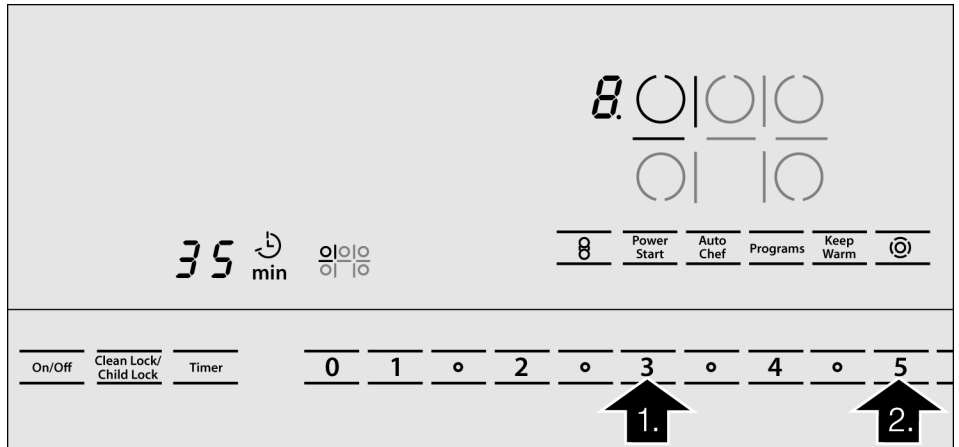 8.
35 min
Power Start
Auto Chef
Programs
Keep Warm
On/Off
Clean Lock/
Child Lock
Timer
0 1 2 3 4 5
1. 2.